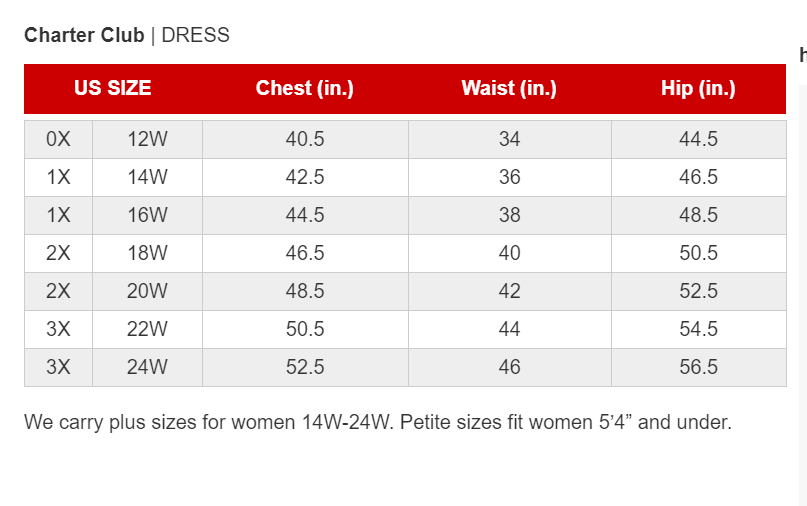 Charter Club | DRESS
US SIZE Chest (in.) Waist (in.) Hip (in.)
0X 12W 40.5 34 44.5
1X 14W 42.5 36 46.5
1X 16W 44.5 38 48.5
2X 18W 46.5 40 50.5
2X 20W 48.5 42 52.5
3X 22W 50.5 44 54.5
3X 24W 52.5 46 56.5
We carry plus sizes for women 14W-24W. Petite sizes fit women 5’4” and under.